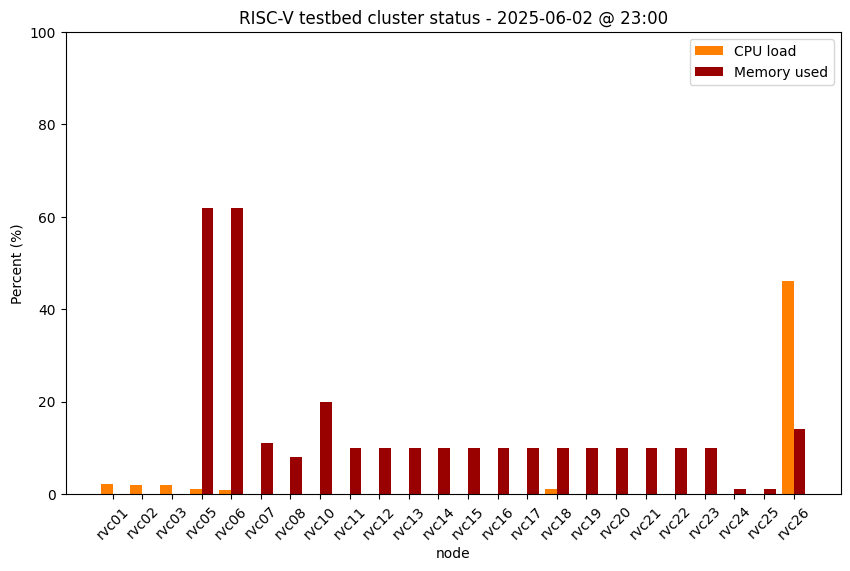 RISC-V testbed cluster status - 2025-06-02 @ 23:00
CPU load
Memory used
Percent (%)
100
80
60
40
20
0
rvc01
rvc02
rvc03
rvc05
rvc06
rvc07
rvc08
rvc10
rvc11
rvc12
rvc13
rvc14
rvc15
rvc16
rvc17
rvc18
rvc19
rvc20
rvc21
rvc22
rvc23
rvc24
rvc25
rvc26
node